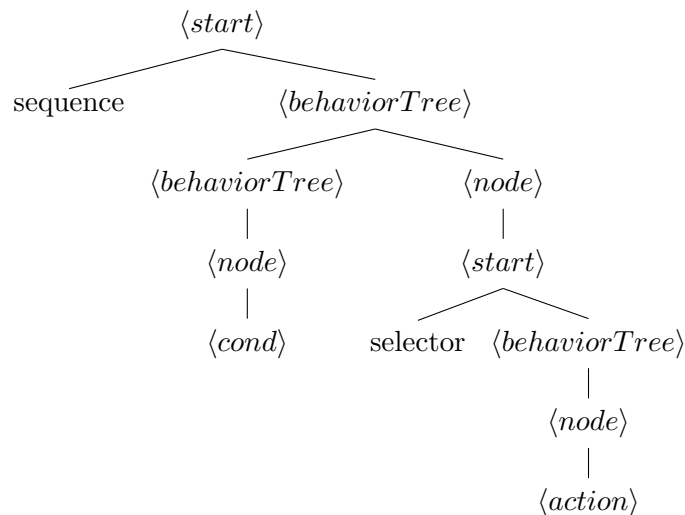 ⟨start⟩
sequence ⟨behaviorTree⟩
⟨behaviorTree⟩ ⟨node⟩
⟨node⟩ ⟨start⟩
⟨cond⟩ selector ⟨behaviorTree⟩
⟨node⟩
⟨action⟩